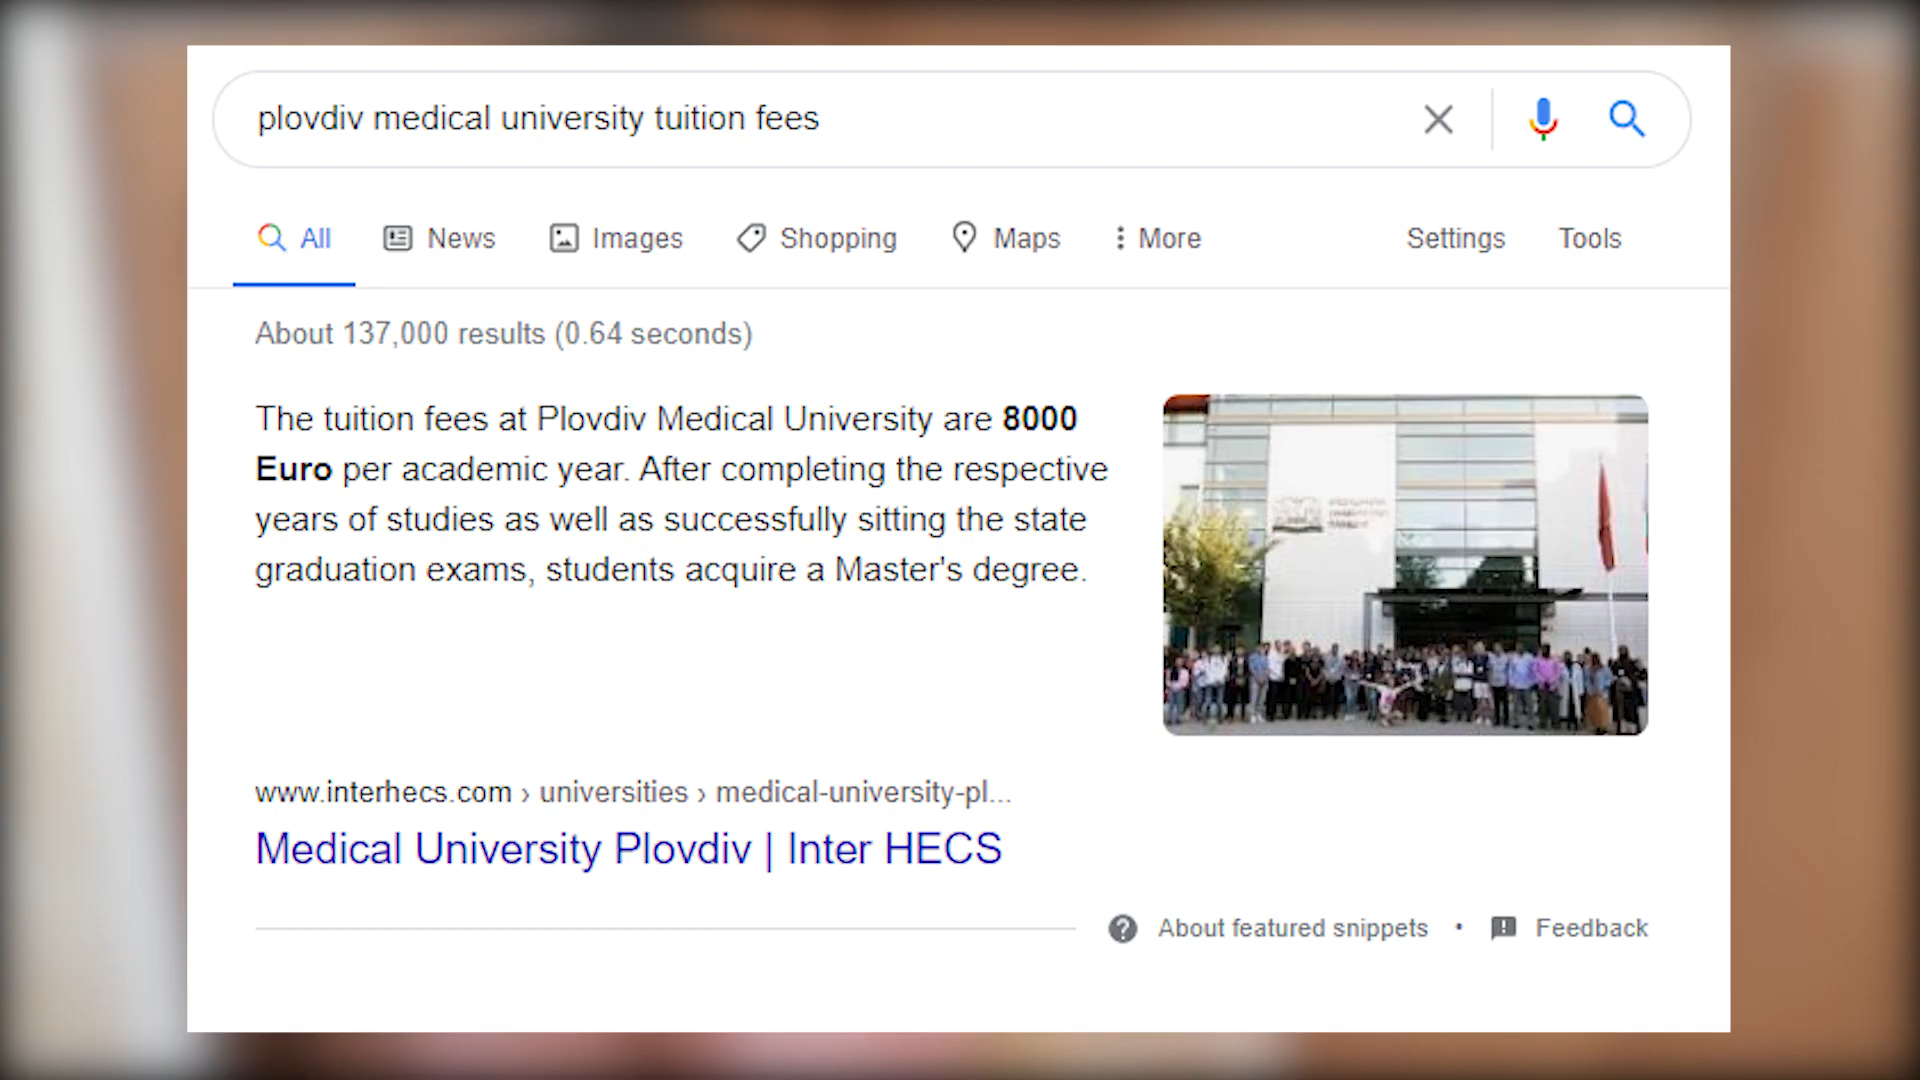 plovdiv medical university tuition fees
All News Images Shopping Maps More Settings Tools
About 137,000 results (0.64 seconds)
The tuition fees at Plovdiv Medical University are 8000
Euro per academic year. After completing the respective
years of studies as well as successfully sitting the state
graduation exams, students acquire a Master's degree.
www.interhecs.com › universities › medical-university-pl...
Medical University Plovdiv | Inter HECS
About featured snippets • Feedback